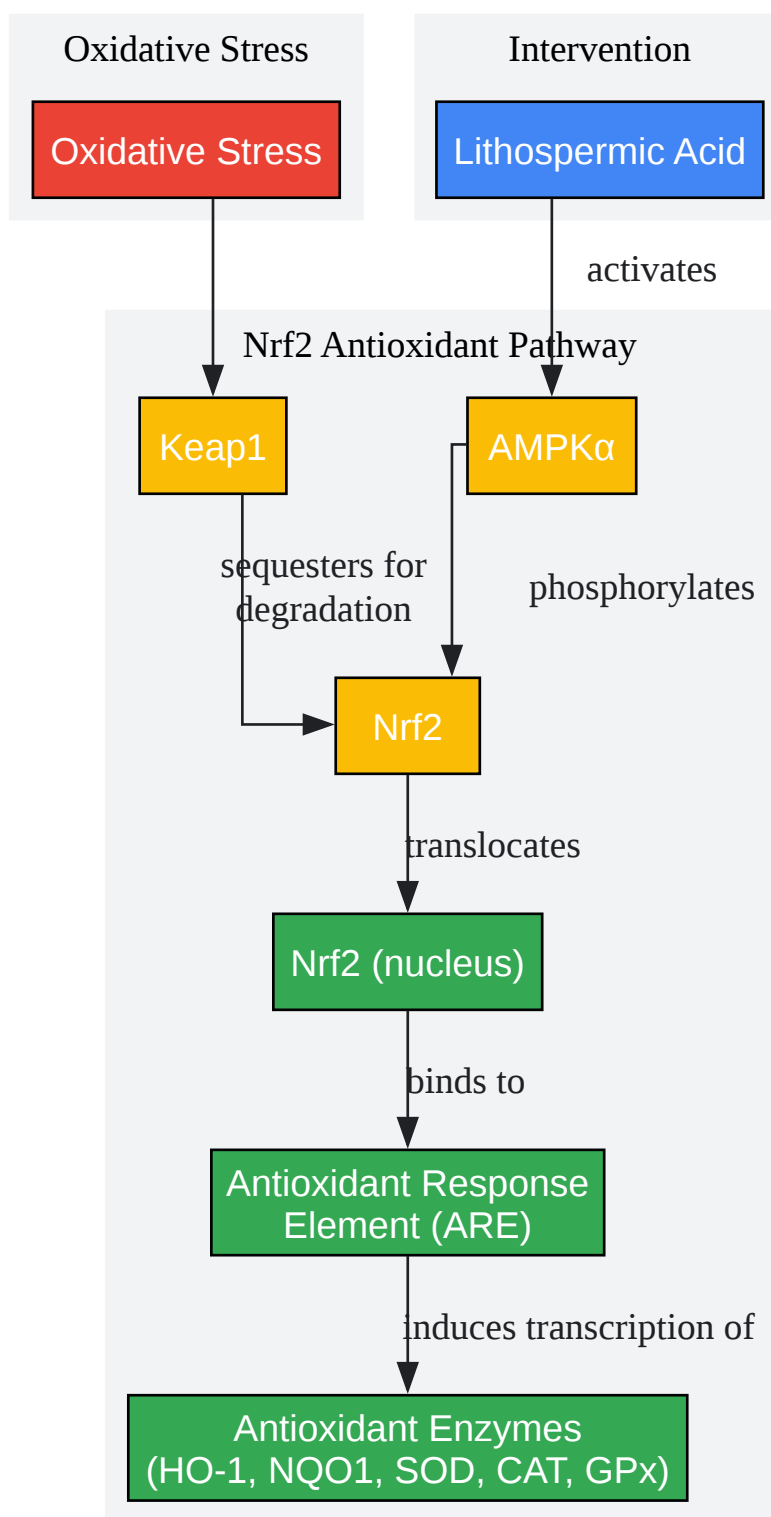 Oxidative Stress
Intervention
Oxidative Stress
Lithospermic Acid
activates
Nrf2 Antioxidant Pathway
Keap1
AMPKα
sequesters for
degradation
phosphorylates
Nrf2
translocates
Nrf2 (nucleus)
binds to
Antioxidant Response
Element (ARE)
induces transcription of
Antioxidant Enzymes
(HO-1, NQO1, SOD, CAT, GPx)